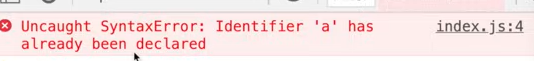 Uncaught SyntaxError: Identifier 'a' has index.js:4
already been declared